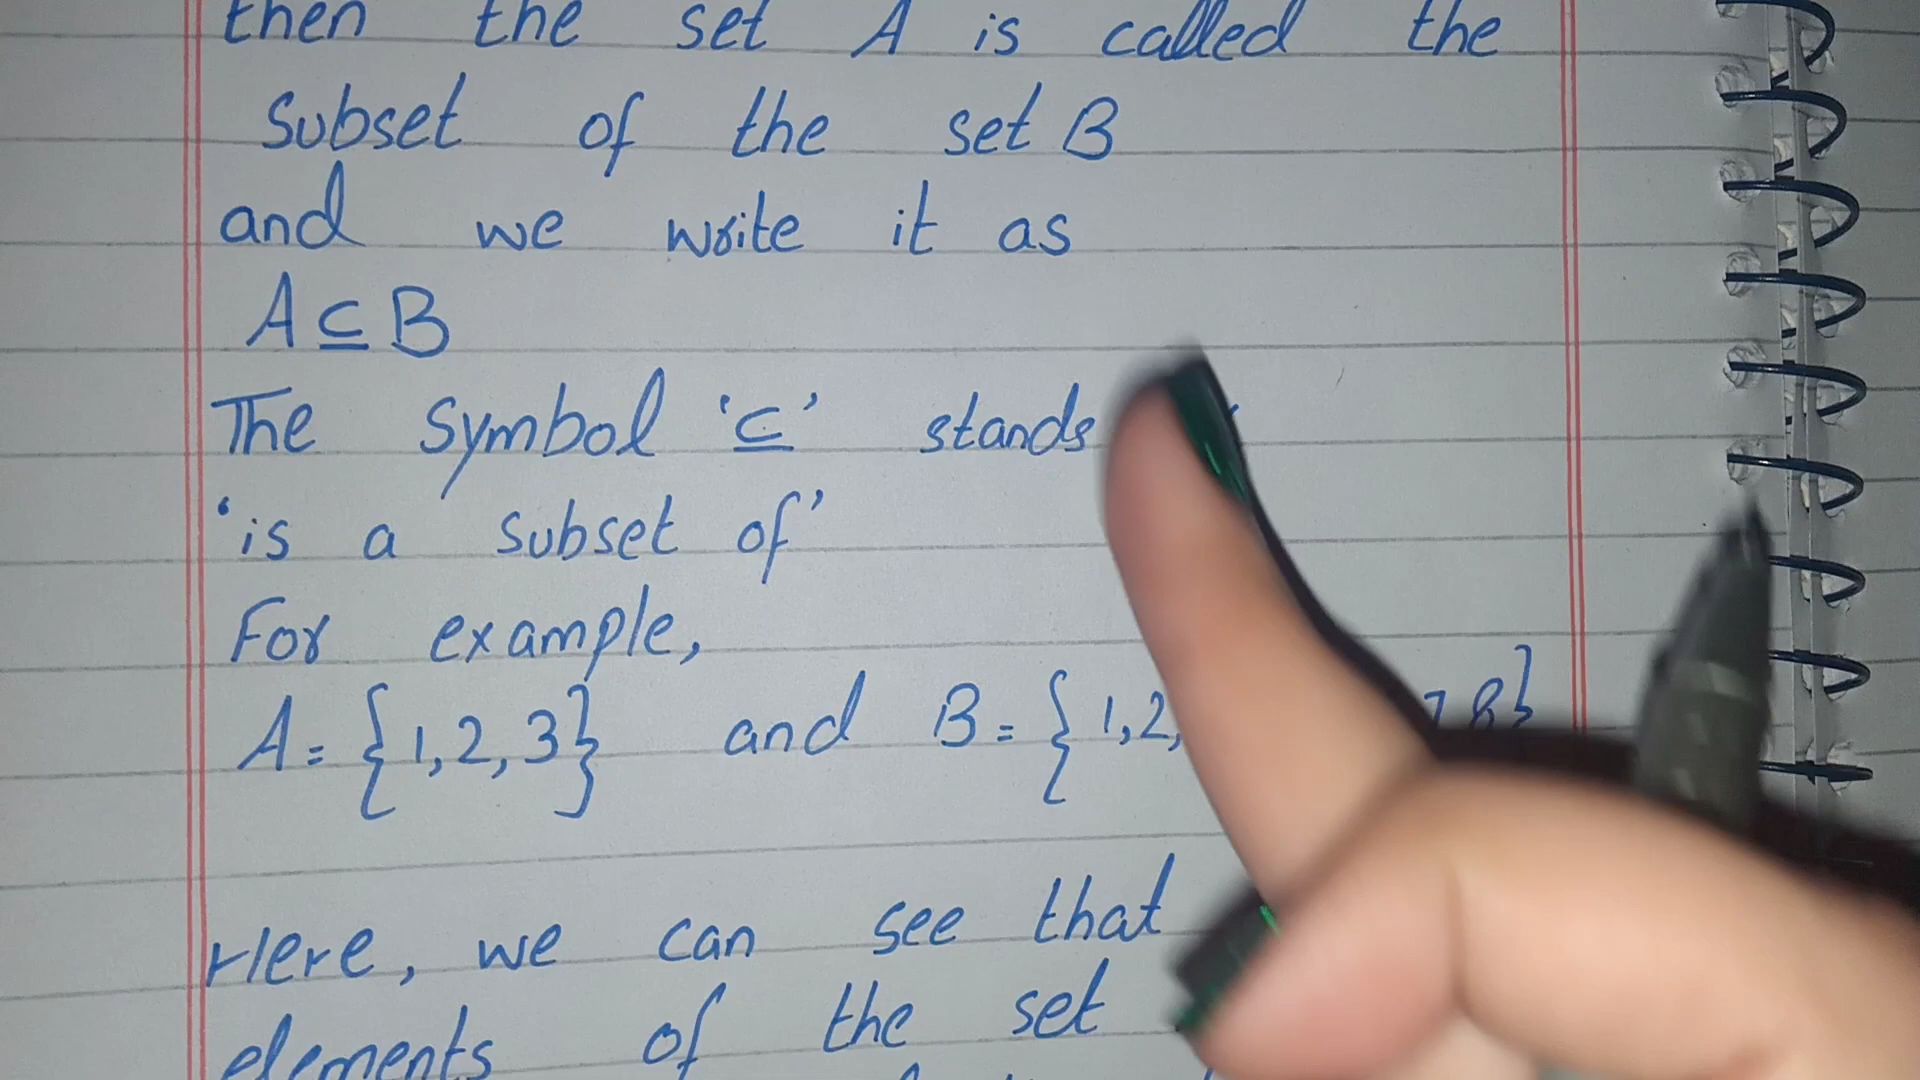 then the set A is called the
Subset of the set B
and we write it as
A ⊆ B
The symbol '⊆' stands
'is a subset of'
For example,
A = {1, 2, 3} and B = {1, 2, 7 8}
Here, we can see that
elements of the set